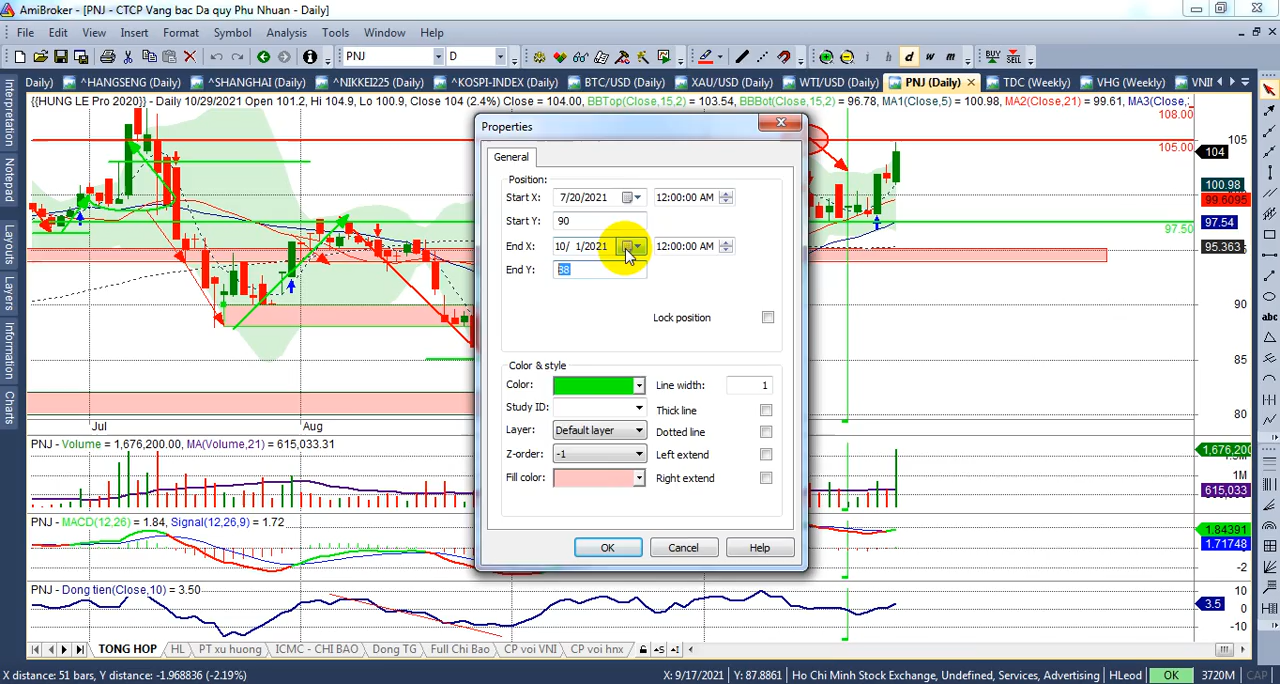 AmiBroker - [PNJ - CTCP Vang bac Da quy Phu Nhuan - Daily]
File Edit View Insert Format Symbol Analysis Tools Window Help
PNJ D i h d w m BUY SELL
Daily) ^HANGSENG (Daily) ^SHANGHAI (Daily) ^NIKKEI225 (Daily) ^KOSPI-INDEX (Daily) BTC/USD (Daily) XAU/USD (Daily) WTI/USD (Daily) PNJ (Daily) TDC (Weekly) VHG (Weekly) VNII
{{HUNG LE Pro 2020}} - Daily 10/29/2021 Open 101.2, Hi 104.9, Lo 100.9, Close 104 (2.4%) Close = 104.00, BBTop(Close,15,2) = 103.54, BBBot(Close,15,2) = 96.78, MA1(Close,5) = 100.98, MA2(Close,21) = 99.61, MA3(Close,:
Interpretation
Notepad
Layouts
Layers
Information
Charts
108.00
105.00
105
104
100.98
99.6095
97.54
97.50
95.363
90
85
80
abc
Properties
General
Position:
Start X: 7/20/2021 12:00:00 AM
Start Y: 90
End X: 10/ 1/2021 12:00:00 AM
End Y: 88
Lock position
Color & style
Color: Line width: 1
Study ID: Thick line
Layer: Default layer Dotted line
Z-order: -1 Left extend
Fill color: Right extend
OK Cancel Help
Jul Aug
PNJ - Volume = 1,676,200.00, MA(Volume,21) = 615,033.31
1,676,200
1M
615,033
PNJ - MACD(12,26) = 1.84, Signal(12,26,9) = 1.72
1.84391
1.71748
-2
PNJ - Dong tien(Close,10) = 3.50
10
3.5
0
-10
TONG HOP HL PT xu huong ICMC - CHI BAO Dong TG Full Chi Bao CP voi VNI CP voi hnx
X distance: 51 bars, Y distance: -1.968836 (-2.19%) X: 9/17/2021 Y: 87.8861 Ho Chi Minh Stock Exchange, Undefined, Services, Advertising HLeod OK 3720M CAP